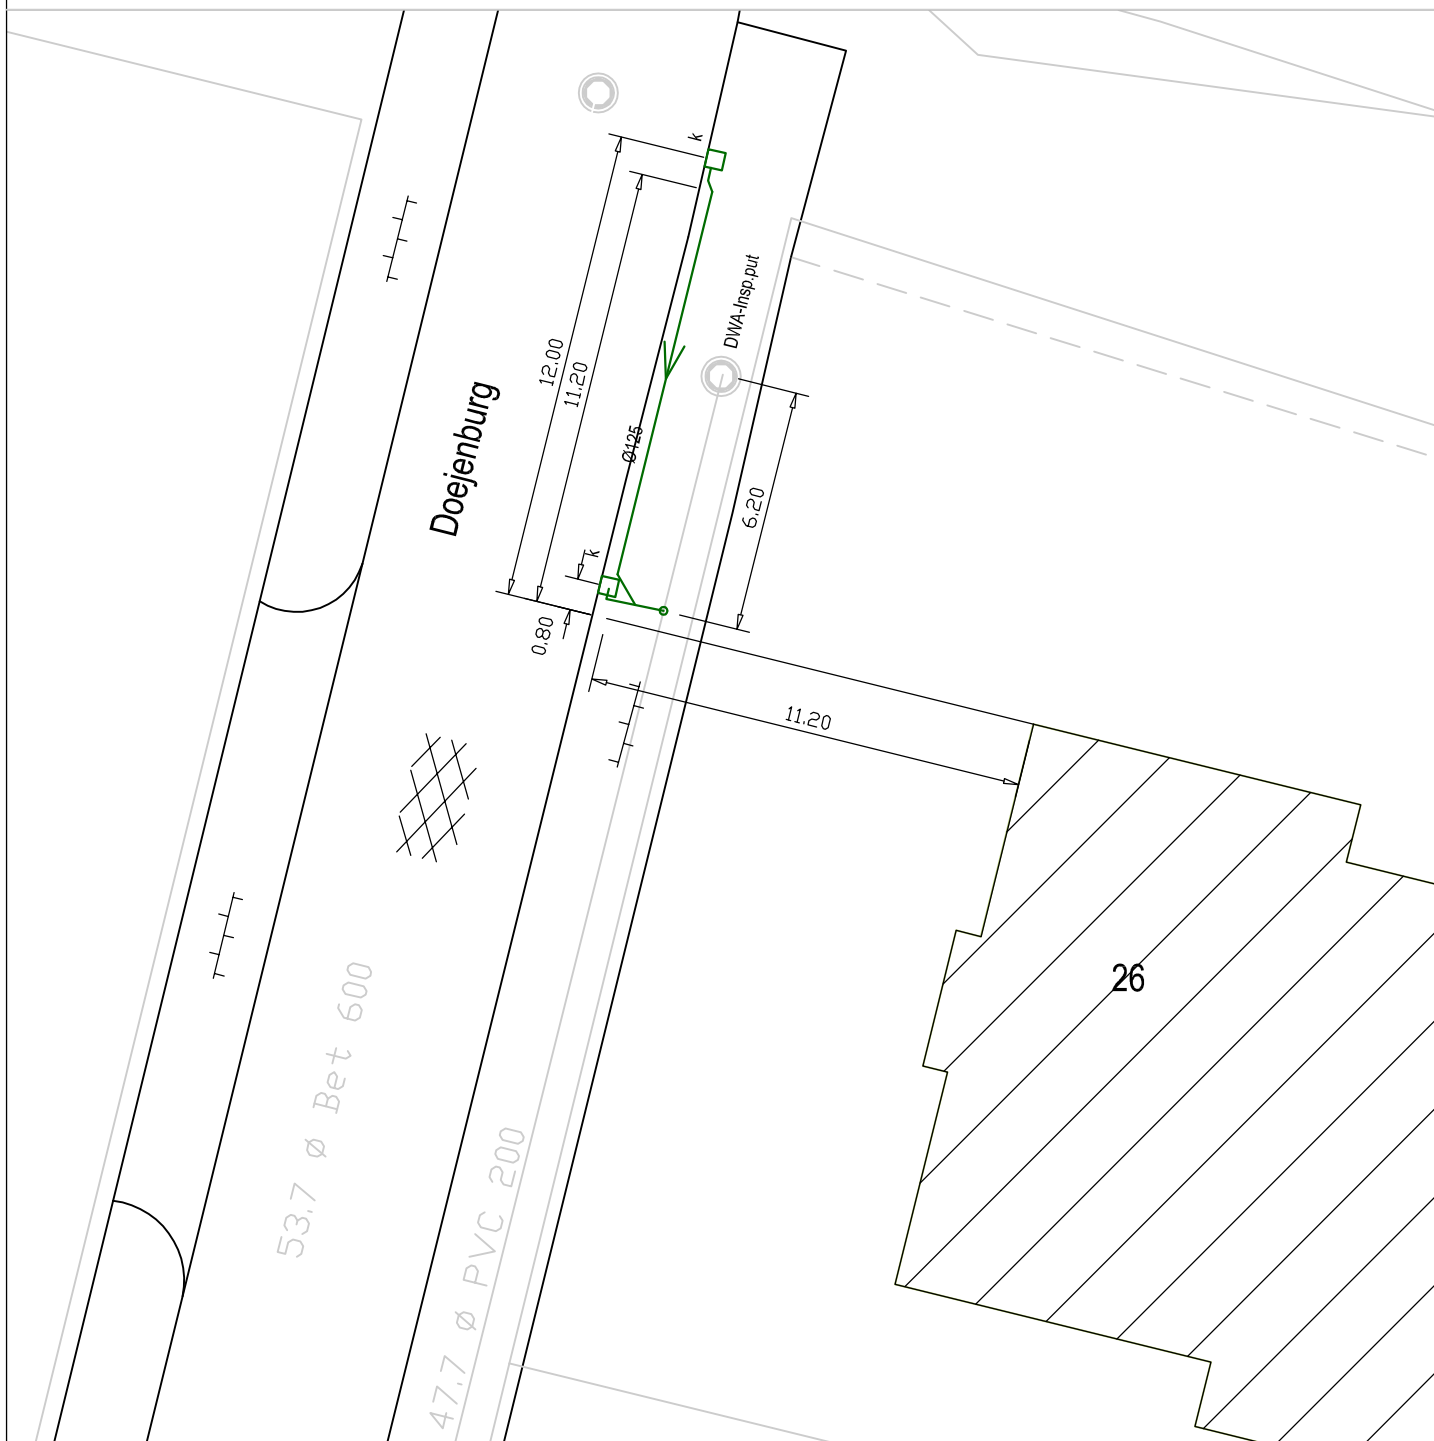 k
DWA-Insp.put
12.00
11.20
Doejenburg
Ø125
6.20
k
0.80
11.20
26
53.7 ø Bet 600
47.7 ø PVC 200